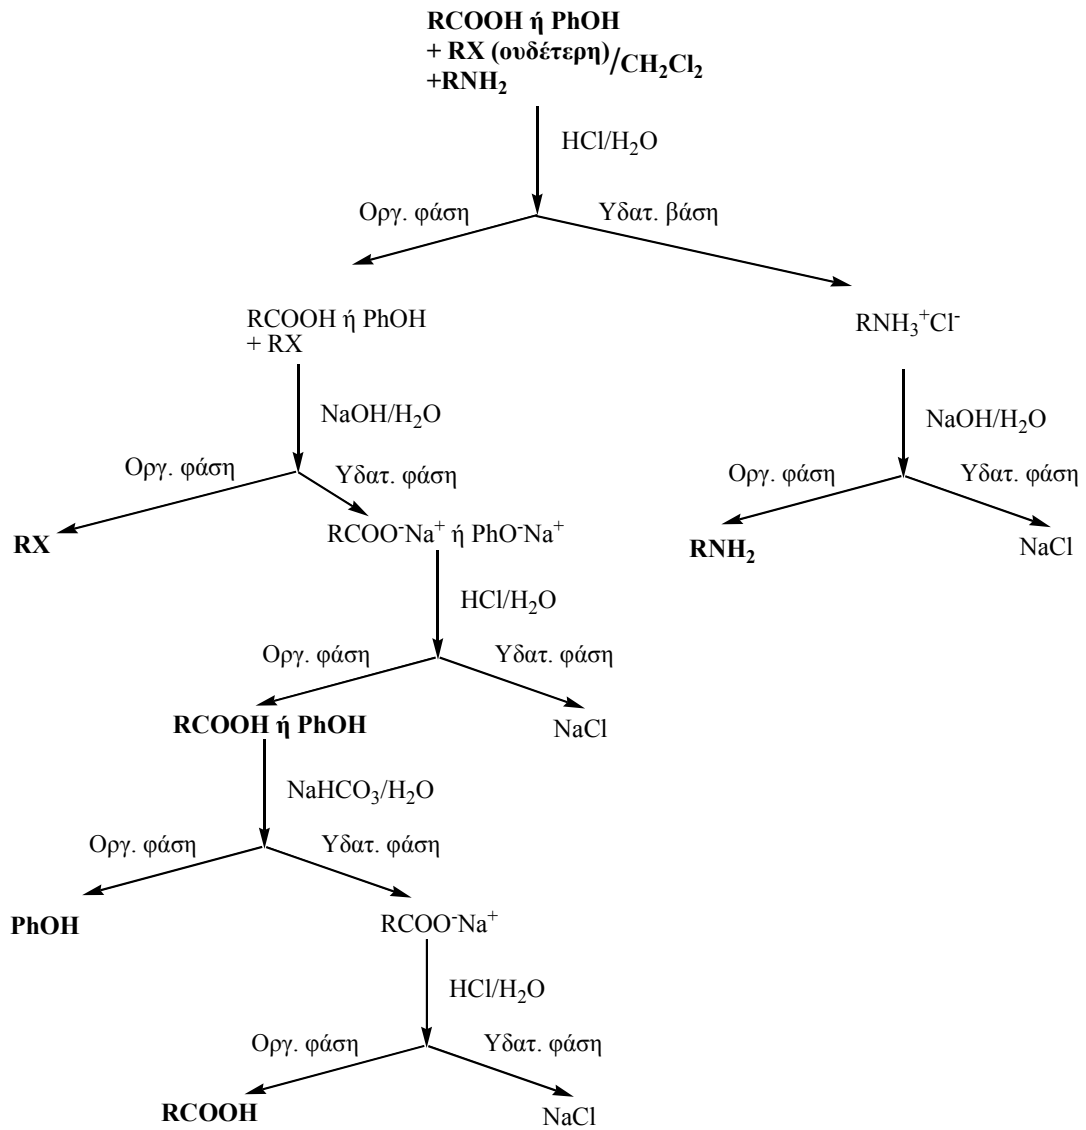 RCOOH ή PhOH
+ RX (ουδέτερη)/CH₂Cl₂
+RNH₂
HCl/H₂O
Οργ. φάση
Υδατ. βάση
RCOOH ή PhOH
+ RX
RNH₃⁺Cl⁻
NaOH/H₂O
NaOH/H₂O
Οργ. φάση
Υδατ. φάση
Οργ. φάση
Υδατ. φάση
RX
RCOO⁻Na⁺ ή PhO⁻Na⁺
RNH₂
NaCl
HCl/H₂O
Οργ. φάση
Υδατ. φάση
RCOOH ή PhOH
NaCl
NaHCO₃/H₂O
Οργ. φάση
Υδατ. φάση
PhOH
RCOO⁻Na⁺
HCl/H₂O
Οργ. φάση
Υδατ. φάση
RCOOH
NaCl